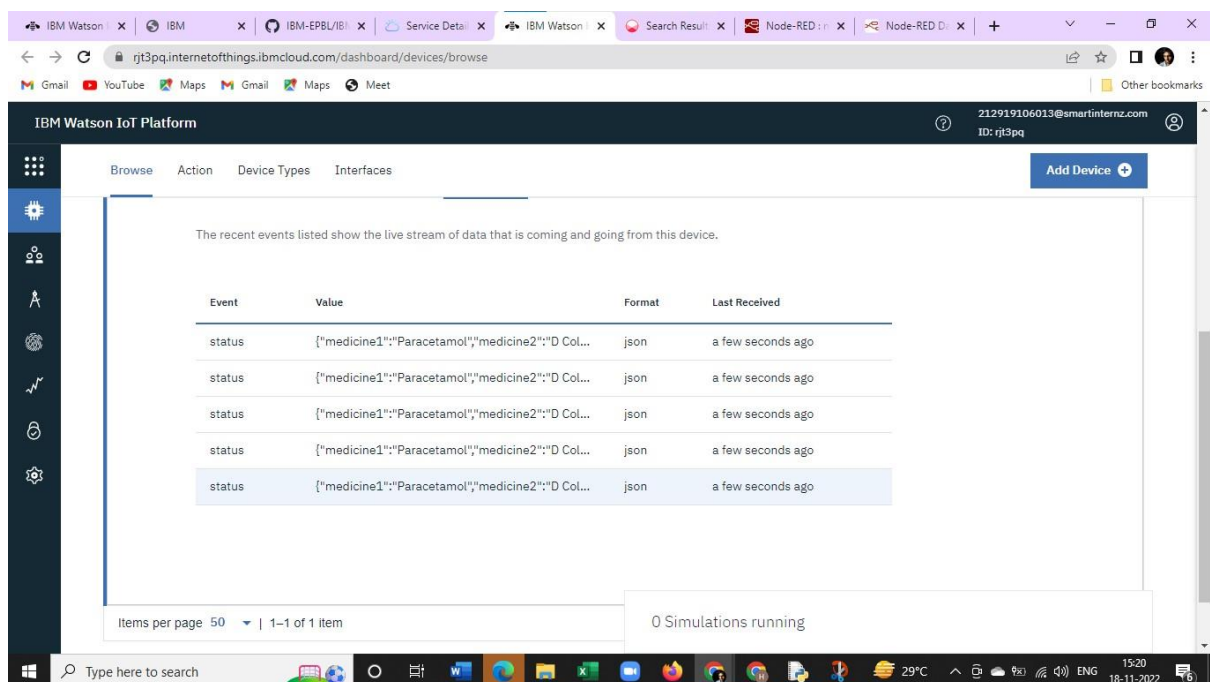 IBM Watson IBM IBM-EPBL/IB Service Detail IBM Watson Search Result Node-RED : Node-RED D
rjt3pq.internetofthings.ibmcloud.com/dashboard/devices/browse
Gmail YouTube Maps Gmail Maps Meet Other bookmarks
IBM Watson IoT Platform
212919106013@smartinternz.com
ID: rjt3pq
Browse Action Device Types Interfaces Add Device
The recent events listed show the live stream of data that is coming and going from this device.
Event Value Format Last Received
status {"medicine1":"Paracetamol","medicine2":"D Col... json a few seconds ago
status {"medicine1":"Paracetamol","medicine2":"D Col... json a few seconds ago
status {"medicine1":"Paracetamol","medicine2":"D Col... json a few seconds ago
status {"medicine1":"Paracetamol","medicine2":"D Col... json a few seconds ago
status {"medicine1":"Paracetamol","medicine2":"D Col... json a few seconds ago
Items per page 50 | 1–1 of 1 item
0 Simulations running
Type here to search 29°C ENG 15:20
18-11-2022